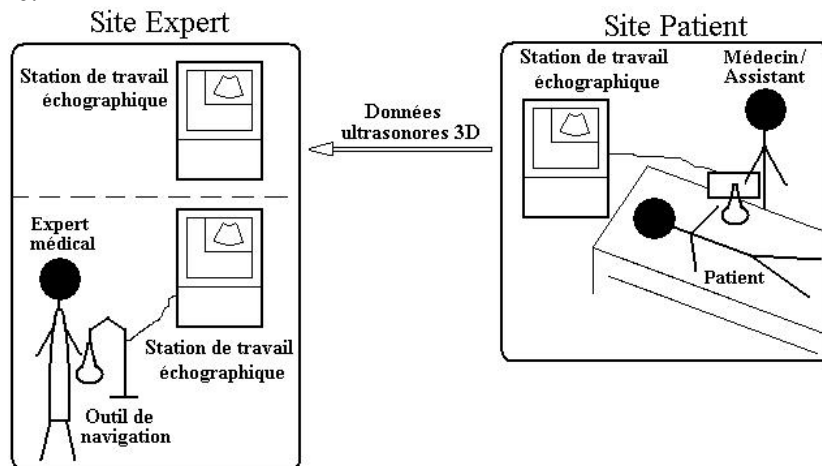 Site Expert
Station de travail
échographique
Expert
médical
Station de travail
échographique
Outil de
navigation
Données
ultrasonores 3D
Site Patient
Station de travail
échographique
Médecin/
Assistant
Patient